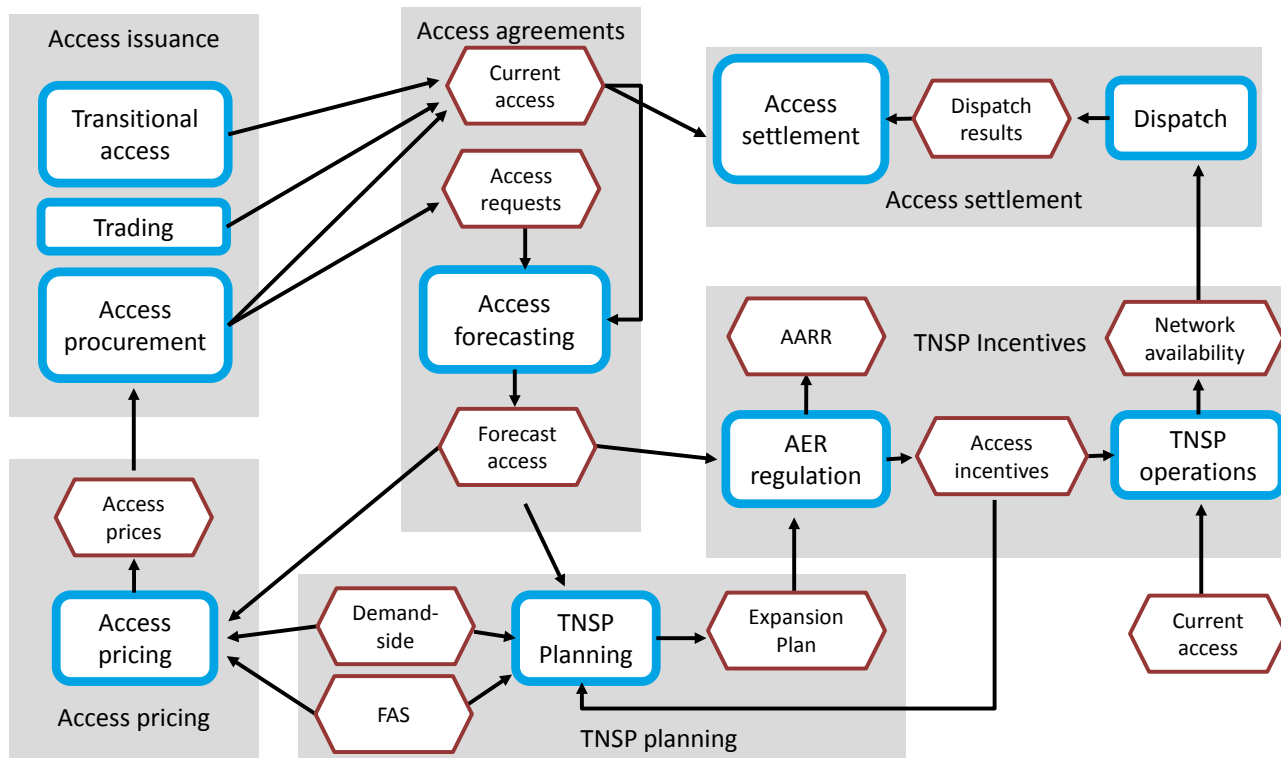 Access issuance
Transitional
access
Trading
Access
procurement
Access agreements
Current
access
Access
requests
Access
forecasting
Forecast
access
Access
settlement
Dispatch
results
Dispatch
Access settlement
AARR
TNSP Incentives
Network
availability
AER
regulation
Access
incentives
TNSP
operations
Access
prices
Access
pricing
Access pricing
Demand-
side
FAS
TNSP
Planning
Expansion
Plan
TNSP planning
Current
access